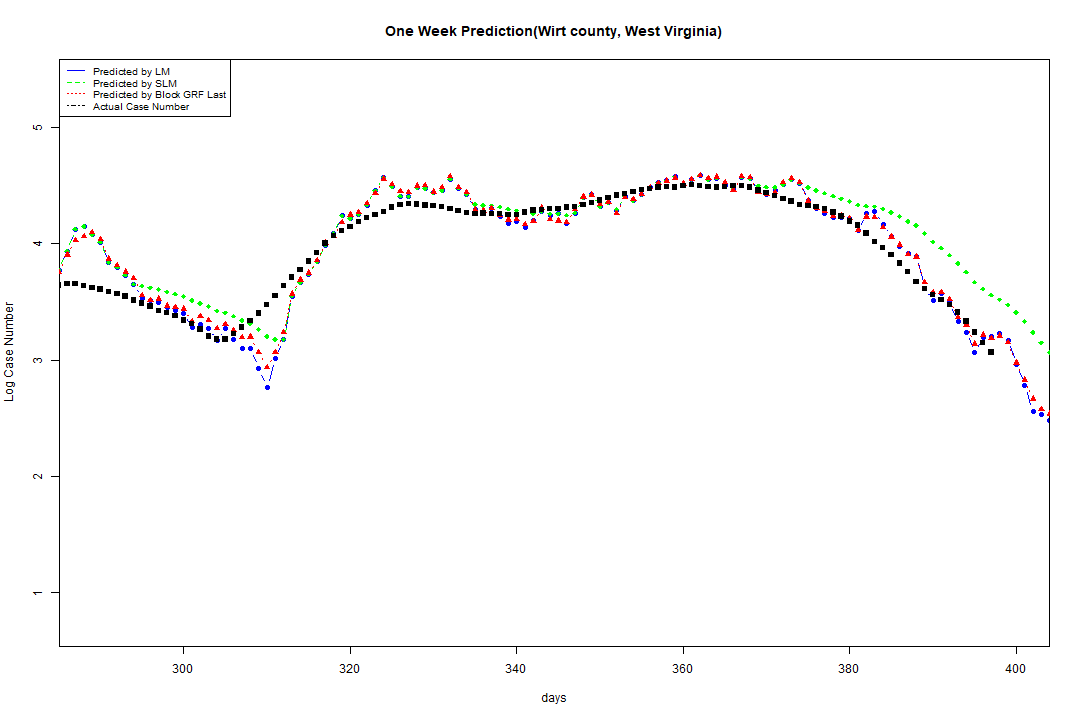 One Week Prediction(Wirt county, West Virginia)
Predicted by LM
Predicted by SLM
Predicted by Block GRF Last
Actual Case Number
5
4
3
2
1
Log Case Number
300 320 340 360 380 400
days